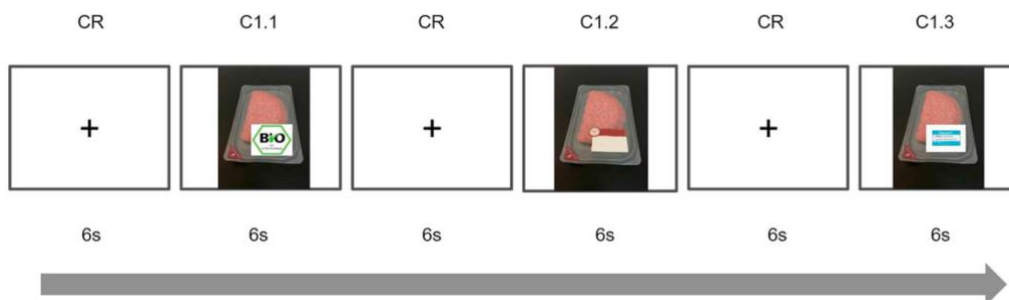 CR C1.1 CR C1.2 CR C1.3
+ + +
BIO
6s 6s 6s 6s 6s 6s